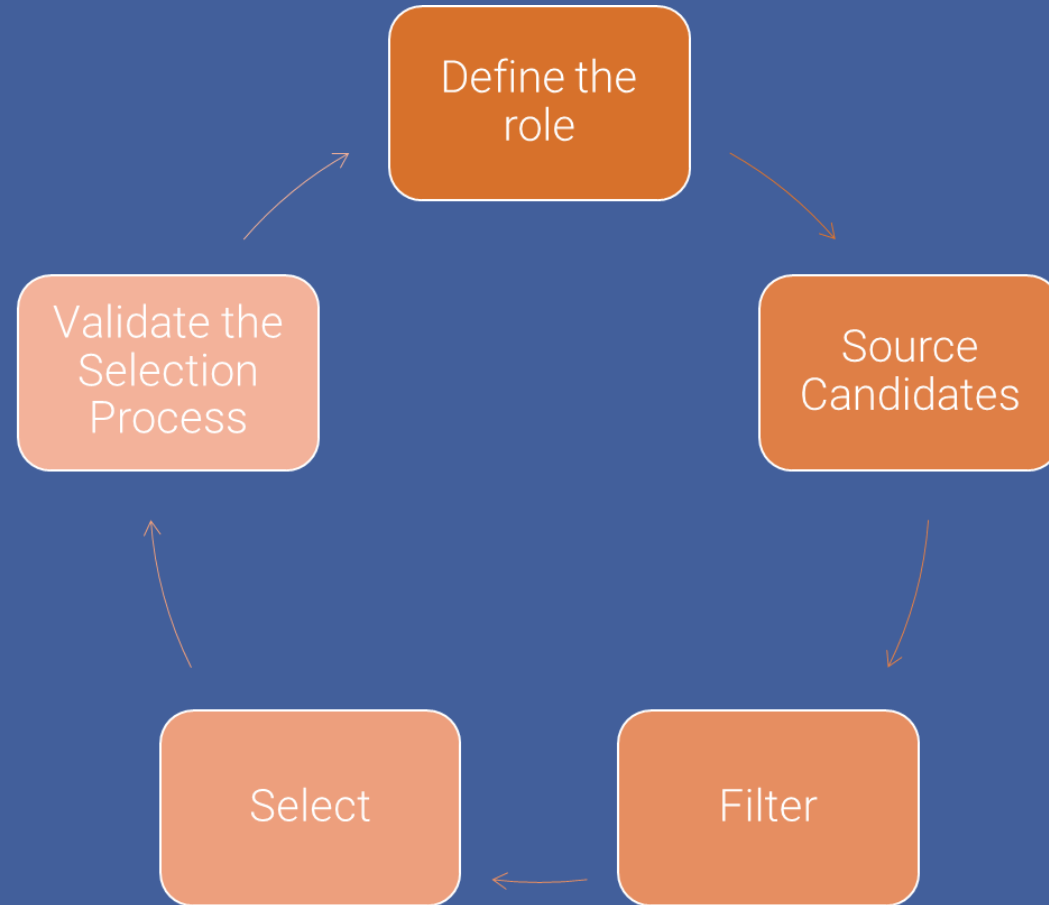 Define the
role
Source
Candidates
Filter
Select
Validate the
Selection
Process